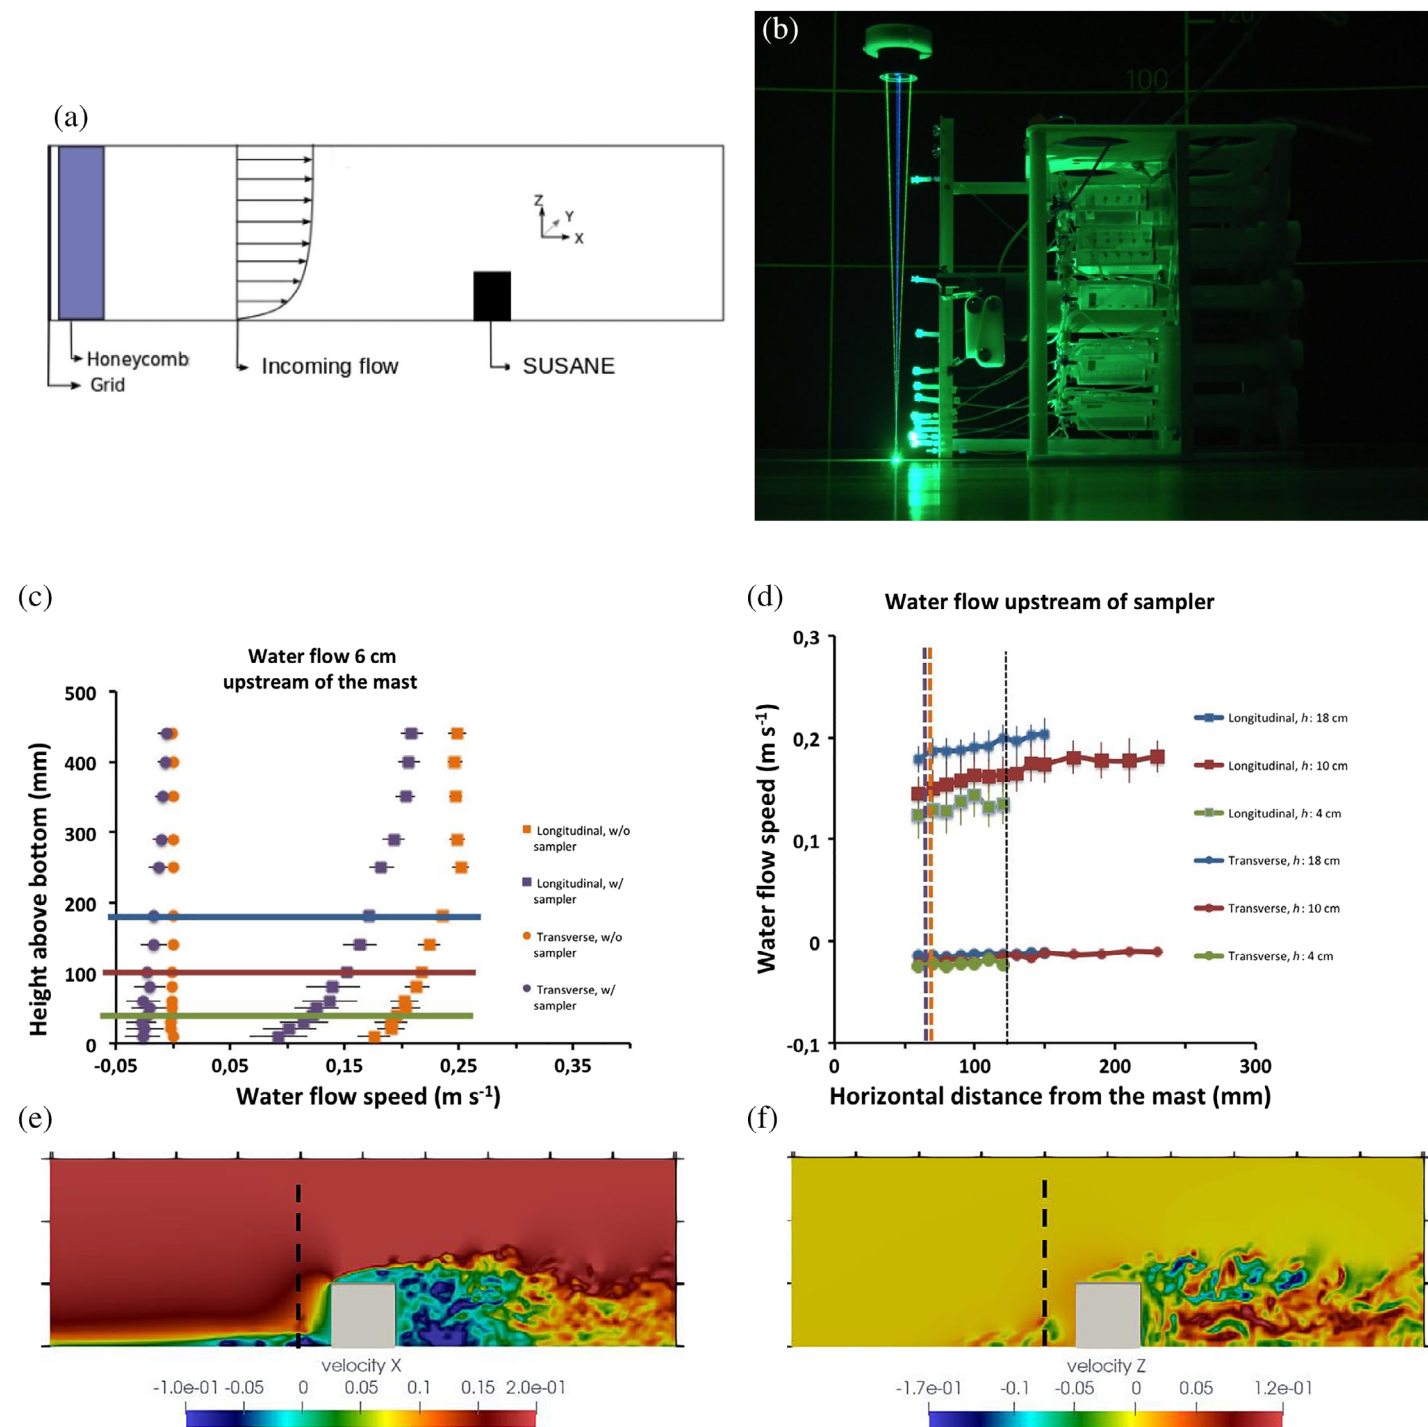 (a)
Z
Y
X
Honeycomb
Grid
Incoming flow
SUSANE
(b)
120
100
(c)
Water flow 6 cm
upstream of the mast
500
400
300
200
100
0
-0,05
0,05
0,15
0,25
0,35
Height above bottom (mm)
Water flow speed (m s-1)
Longitudinal, w/o
sampler
Longitudinal, w/
sampler
Transverse, w/o
sampler
Transverse, w/
sampler
(d)
Water flow upstream of sampler
0,3
0,2
0,1
0
-0,1
0
100
200
300
Water flow speed (m s-1)
Horizontal distance from the mast (mm)
Longitudinal, h: 18 cm
Longitudinal, h: 10 cm
Longitudinal, h: 4 cm
Transverse, h: 18 cm
Transverse, h: 10 cm
Transverse, h: 4 cm
(e)
velocity X
-1.0e-01 -0.05 0 0.05 0.1 0.15 2.0e-01
(f)
velocity Z
-1.7e-01 -0.1 -0.05 0 0.05 1.2e-01